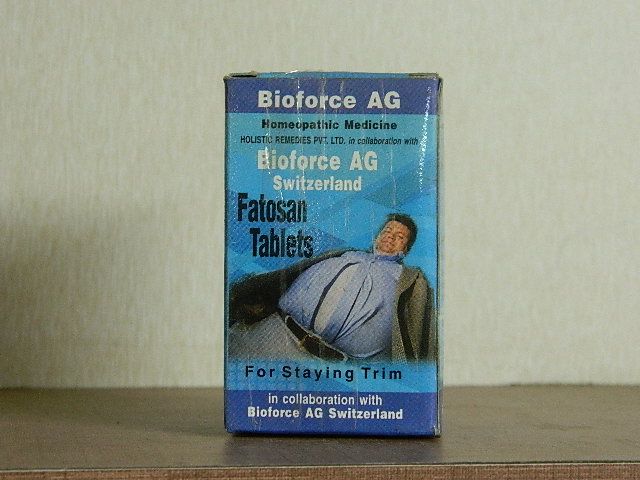 Bioforce AG
Homeopathic Medicine
HOLISTIC REMEDIES PVT. LTD. in collaboration with
Bioforce AG
Switzerland
Fatosan
Tablets
For Staying Trim
in collaboration with
Bioforce AG Switzerland